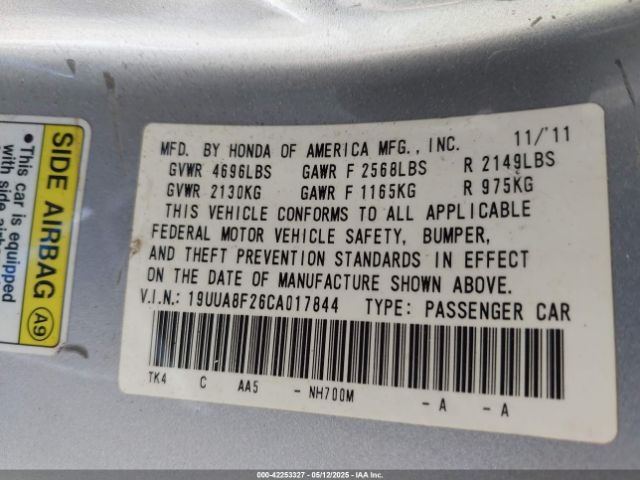 SIDE AIRBAG A9
• This car is equipped
with side
MFD. BY HONDA OF AMERICA MFG., INC. 11/'11
GVWR 4696LBS GAWR F 2568LBS R 2149LBS
GVWR 2130KG GAWR F 1165KG R 975KG
THIS VEHICLE CONFORMS TO ALL APPLICABLE
FEDERAL MOTOR VEHICLE SAFETY, BUMPER,
AND THEFT PREVENTION STANDARDS IN EFFECT
ON THE DATE OF MANUFACTURE SHOWN ABOVE.
V.I.N.: 19UUA8F26CA017844 TYPE: PASSENGER CAR
TK4 C AA5 - NH700M - A - A
000-42253327 - 05/12/2025 - IAA Inc.